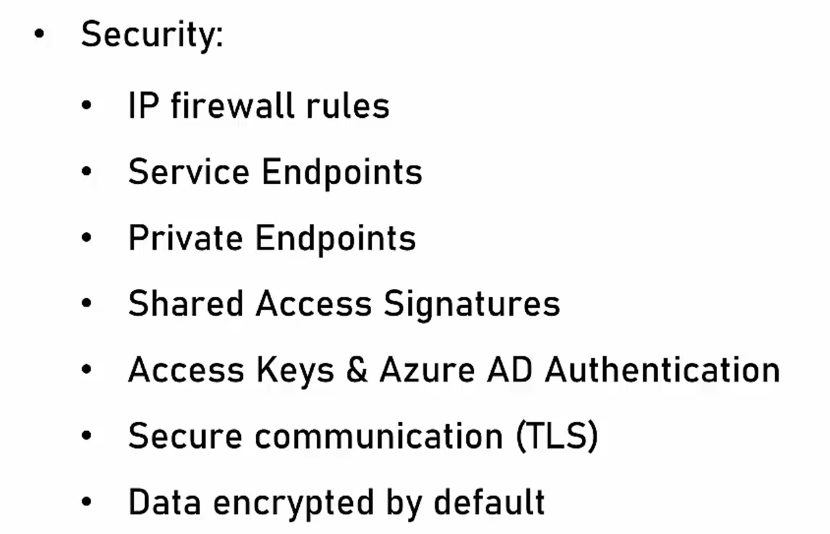 • Security:
• IP firewall rules
• Service Endpoints
• Private Endpoints
• Shared Access Signatures
• Access Keys & Azure AD Authentication
• Secure communication (TLS)
• Data encrypted by default